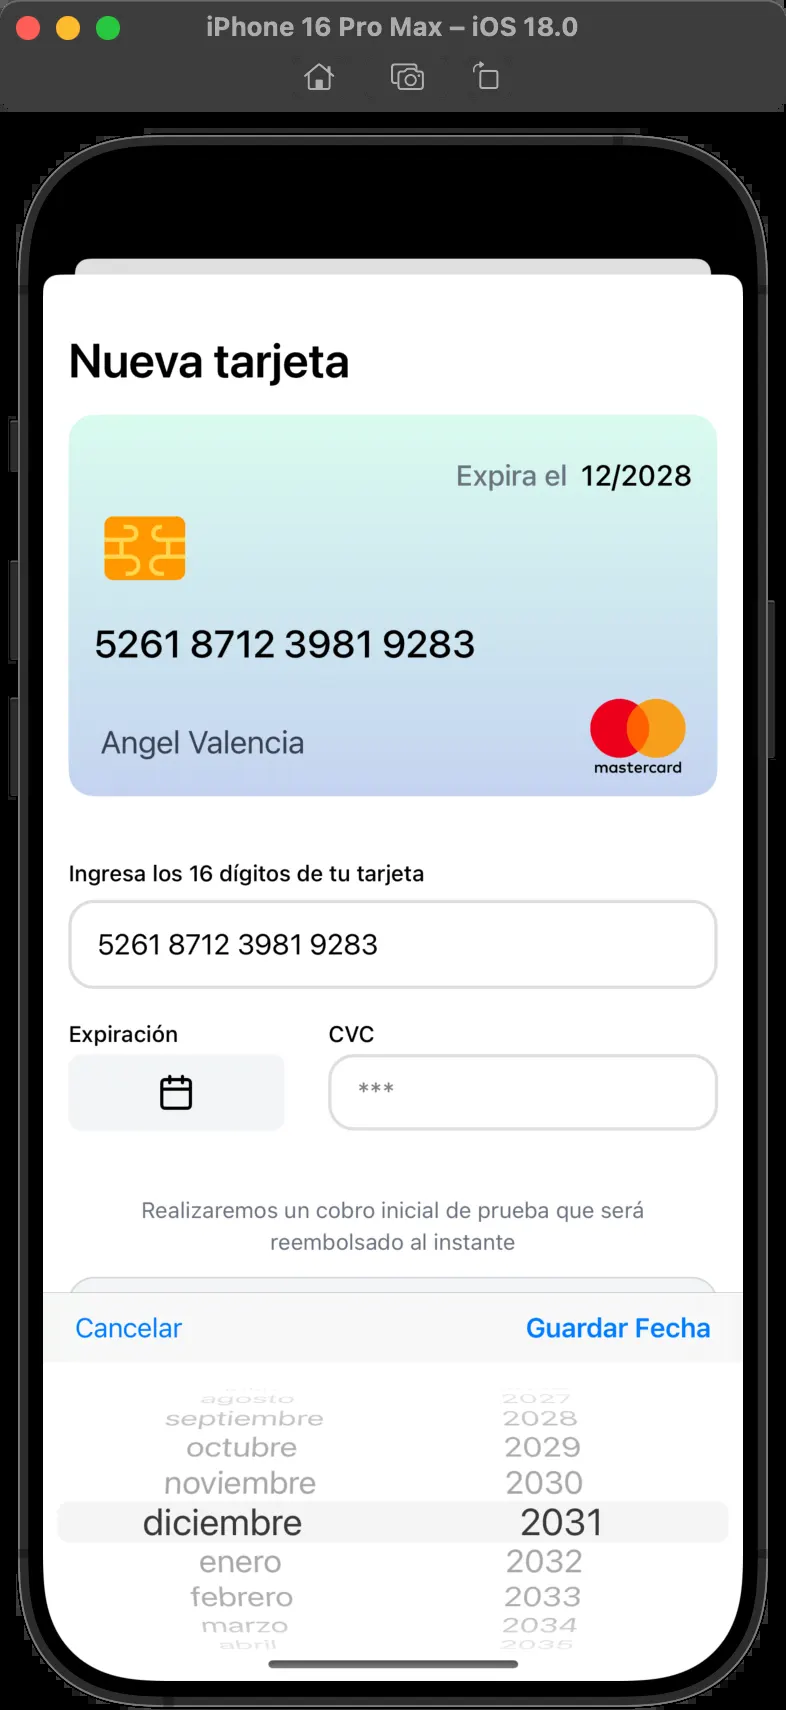 iPhone 16 Pro Max – iOS 18.0
Nueva tarjeta
Expira el 12/2028
5261 8712 3981 9283
Angel Valencia
mastercard
Ingresa los 16 dígitos de tu tarjeta
5261 8712 3981 9283
Expiración CVC
***
Realizaremos un cobro inicial de prueba que será
reembolsado al instante
Cancelar Guardar Fecha
agosto 2027
septiembre 2028
octubre 2029
noviembre 2030
diciembre 2031
enero 2032
febrero 2033
marzo 2034
abril 2035